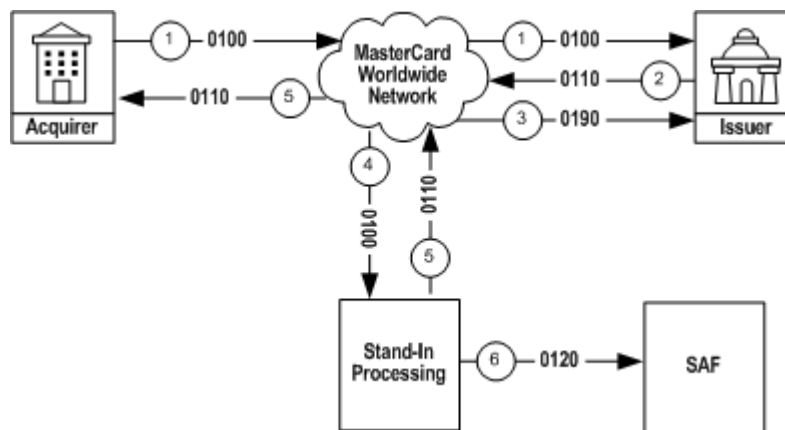 1 0100
MasterCard
Worldwide
Network
1 0100
0110 2
0110 5
3 0190
Acquirer
Issuer
4
0100
0110
5
Stand-In
Processing
6 0120
SAF